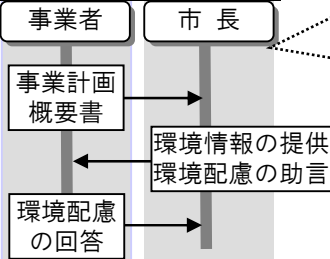 事業者
市 長
事業計画
概要書
環境情報の提供
環境配慮の助言
環境配慮
の回答